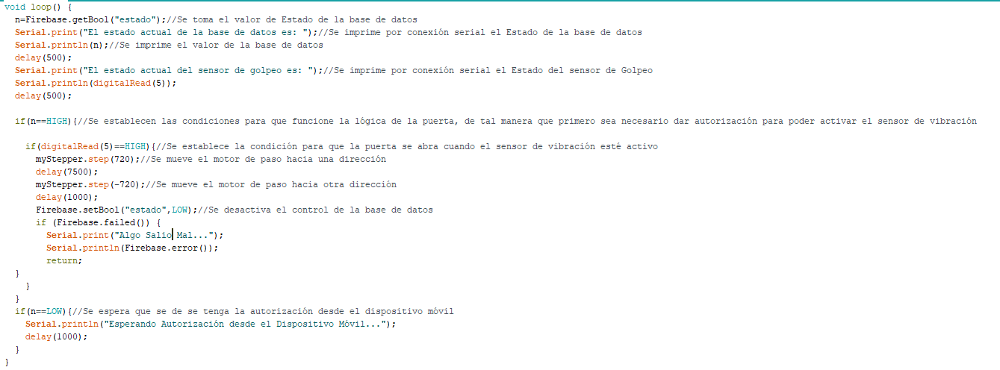 void loop() {
  n=Firebase.getBool("estado");//Se toma el valor de Estado de la base de datos
  Serial.print("El estado actual de la base de datos es: ");//Se imprime por conexión serial el Estado de la base de datos
  Serial.println(n);//Se imprime el valor de la base de datos
  delay(500);
  Serial.print("El estado actual del sensor de golpeo es: ");//Se imprime por conexión serial el Estado del sensor de Golpeo
  Serial.println(digitalRead(5));
  delay(500);

  if(n==HIGH){//Se establecen las condiciones para que funcione la lógica de la puerta, de tal manera que primero sea necesario dar autorización para poder activar el sensor de vibración

    if(digitalRead(5)==HIGH){//Se establece la condición para que la puerta se abra cuando el sensor de vibración esté activo
      myStepper.step(720);//Se mueve el motor de paso hacia una dirección
      delay(7500);
      myStepper.step(-720);//Se mueve el motor de paso hacia otra dirección
      delay(1000);
      Firebase.setBool("estado",LOW);//Se desactiva el control de la base de datos
      if (Firebase.failed()) {
        Serial.print("Algo Salio Mal...");
        Serial.println(Firebase.error());
        return;
  }
    }
  }
  if(n==LOW){//Se espera que se de se tenga la autorización desde el dispositivo móvil
    Serial.println("Esperando Autorización desde el Dispositivo Móvil...");
    delay(1000);
  }
}